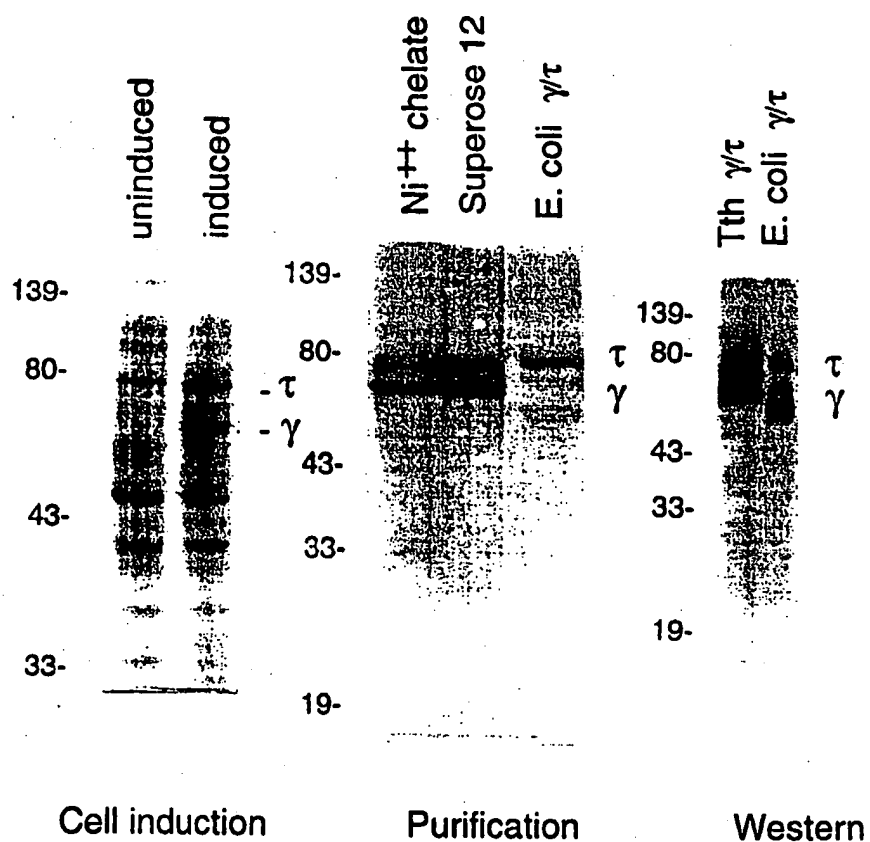 uninduced
induced
139-
80-
43-
33-
- τ
- γ
Cell induction
Ni++ chelate
Superose 12
E. coli γ/τ
139-
80-
43-
33-
19-
τ
γ
Purification
Tth γ/τ
E. coli γ/τ
139-
80-
43-
33-
19-
τ
γ
Western